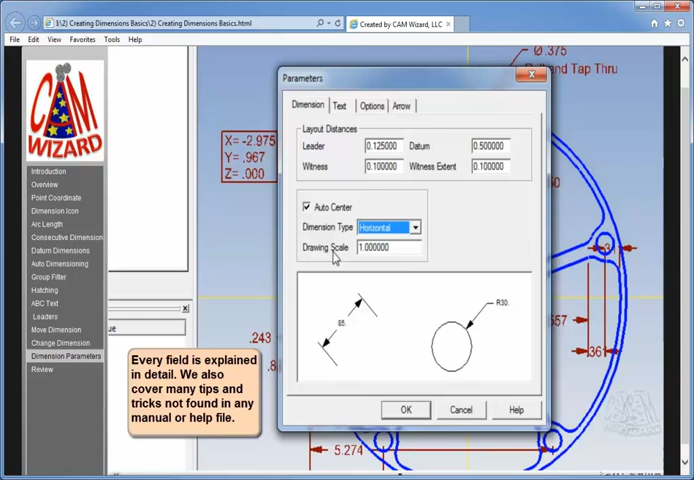 1\2) Creating Dimensions Basics\2) Creating Dimensions Basics.html
Created by CAM Wizard, LLC
File Edit View Favorites Tools Help
CAM
WIZARD
Introduction
Overview
Point Coordinate
Dimension Icon
Arc Length
Consecutive Dimension
Datum Dimensions
Auto Dimensioning
Group Filter
Hatching
ABC Text
Leaders
Move Dimension
Change Dimension
Dimension Parameters
Review
X= -2.975
Y= .967
Z= .000
Ø.375
and Tap Thru
Parameters
Dimension Text Options Arrow
Layout Distances
Leader 0.125000 Datum 0.500000
Witness 0.100000 Witness Extent 0.100000
Auto Center
Dimension Type Horizontal
Drawing Scale 1.000000
85.
R30.
OK Cancel Help
Every field is explained
in detail. We also
cover many tips and
tricks not found in any
manual or help file.
.243
5.274
.361